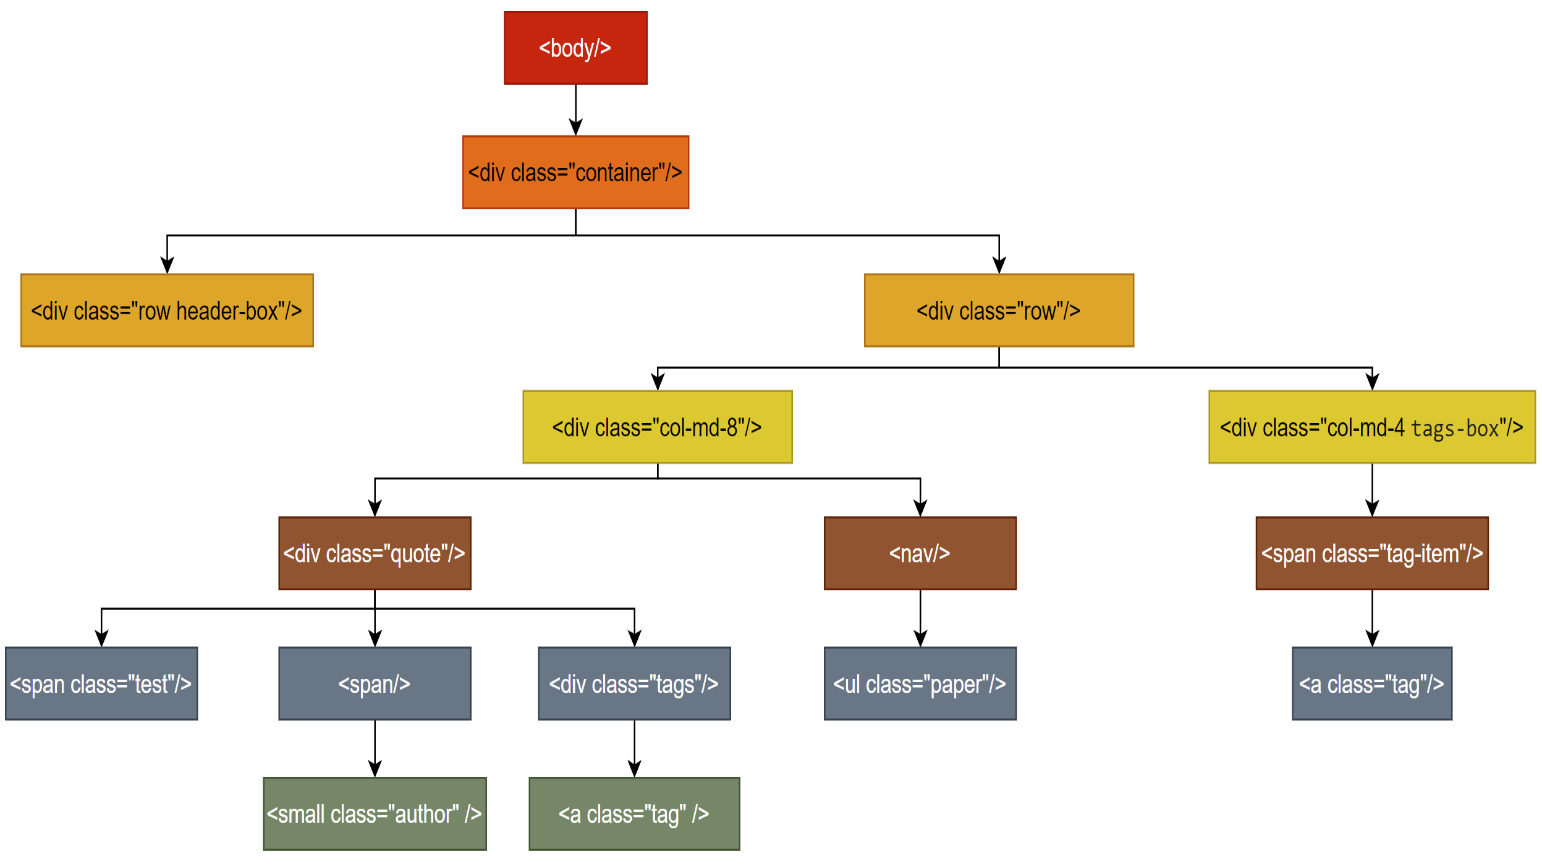 <body/>
<div class="container"/>
<div class="row header-box"/>
<div class="row"/>
<div class="col-md-8"/>
<div class="col-md-4 tags-box"/>
<div class="quote"/>
<nav/>
<span class="tag-item"/>
<span class="test"/>
<span/>
<div class="tags"/>
<ul class="paper"/>
<a class="tag"/>
<small class="author" />
<a class="tag" />